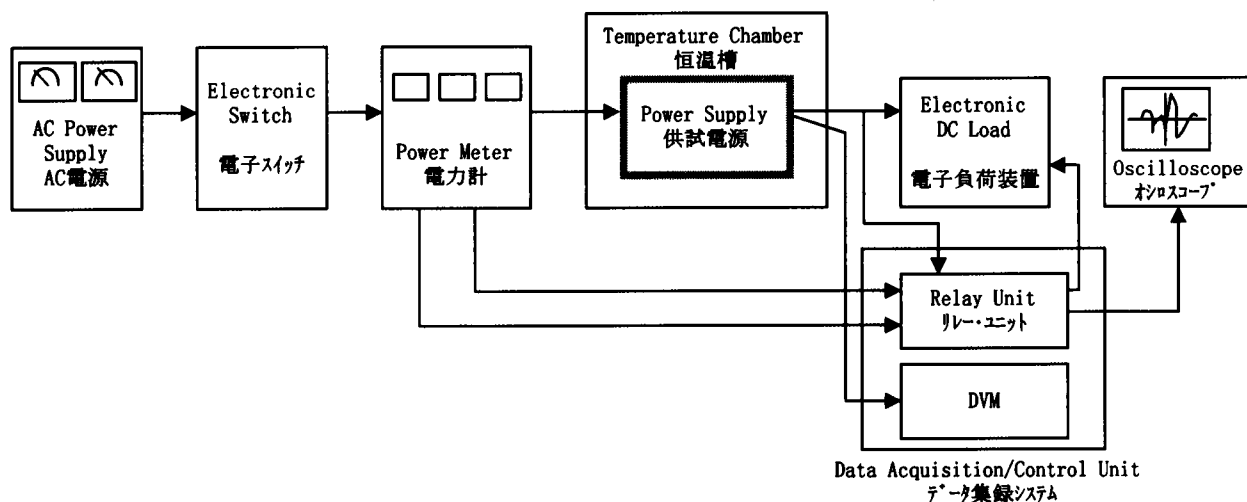 AC Power
Supply
AC電源
Electronic
Switch
電子スイッチ
Power Meter
電力計
Temperature Chamber
恒温槽
Power Supply
供試電源
Electronic
DC Load
電子負荷装置
Oscilloscope
オシロスコープ
Relay Unit
リレー・ユニット
DVM
Data Acquisition/Control Unit
データ集録システム